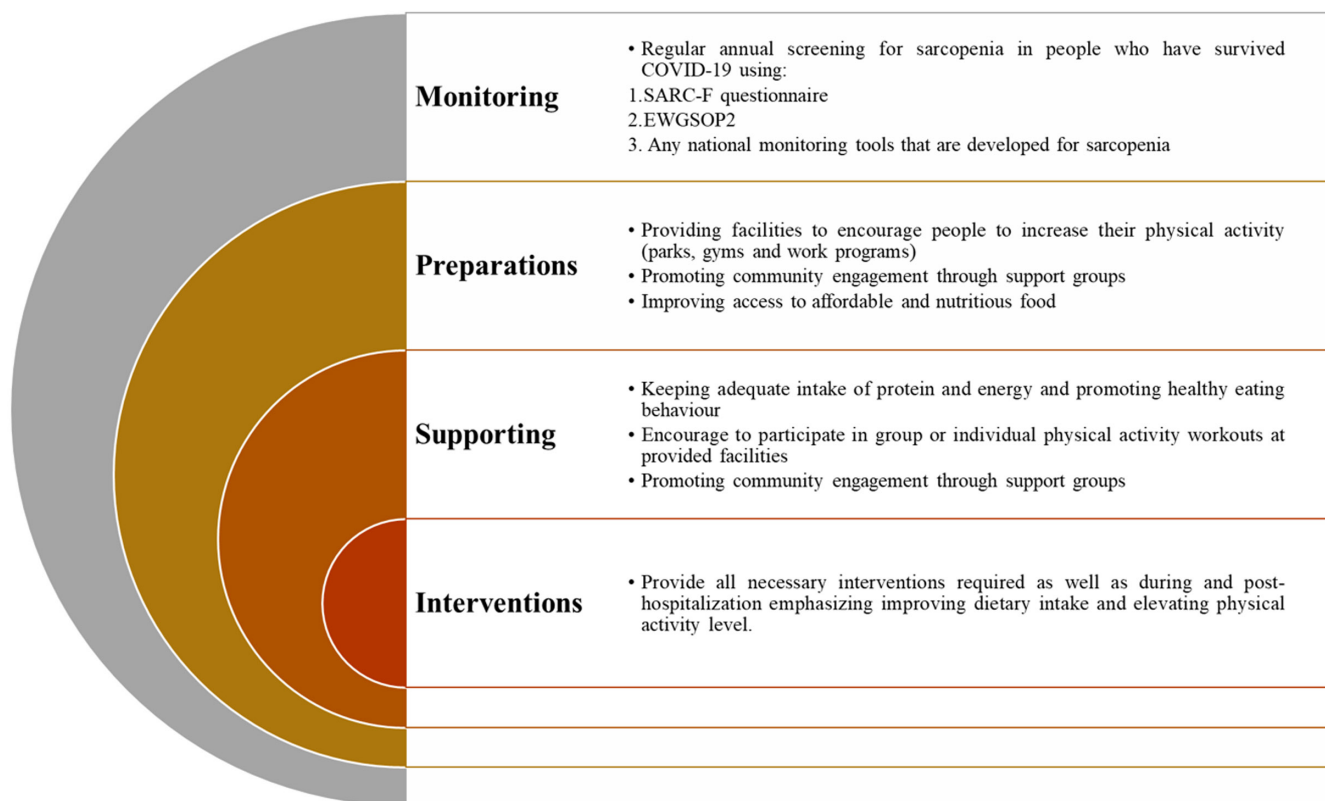 Monitoring
• Regular annual screening for sarcopenia in people who have survived
COVID-19 using:
1.SARC-F questionnaire
2.EWGSOP2
3. Any national monitoring tools that are developed for sarcopenia
Preparations
• Providing facilities to encourage people to increase their physical activity
(parks, gyms and work programs)
• Promoting community engagement through support groups
• Improving access to affordable and nutritious food
Supporting
• Keeping adequate intake of protein and energy and promoting healthy eating
behaviour
• Encourage to participate in group or individual physical activity workouts at
provided facilities
• Promoting community engagement through support groups
Interventions
• Provide all necessary interventions required as well as during and post-
hospitalization emphasizing improving dietary intake and elevating physical
activity level.